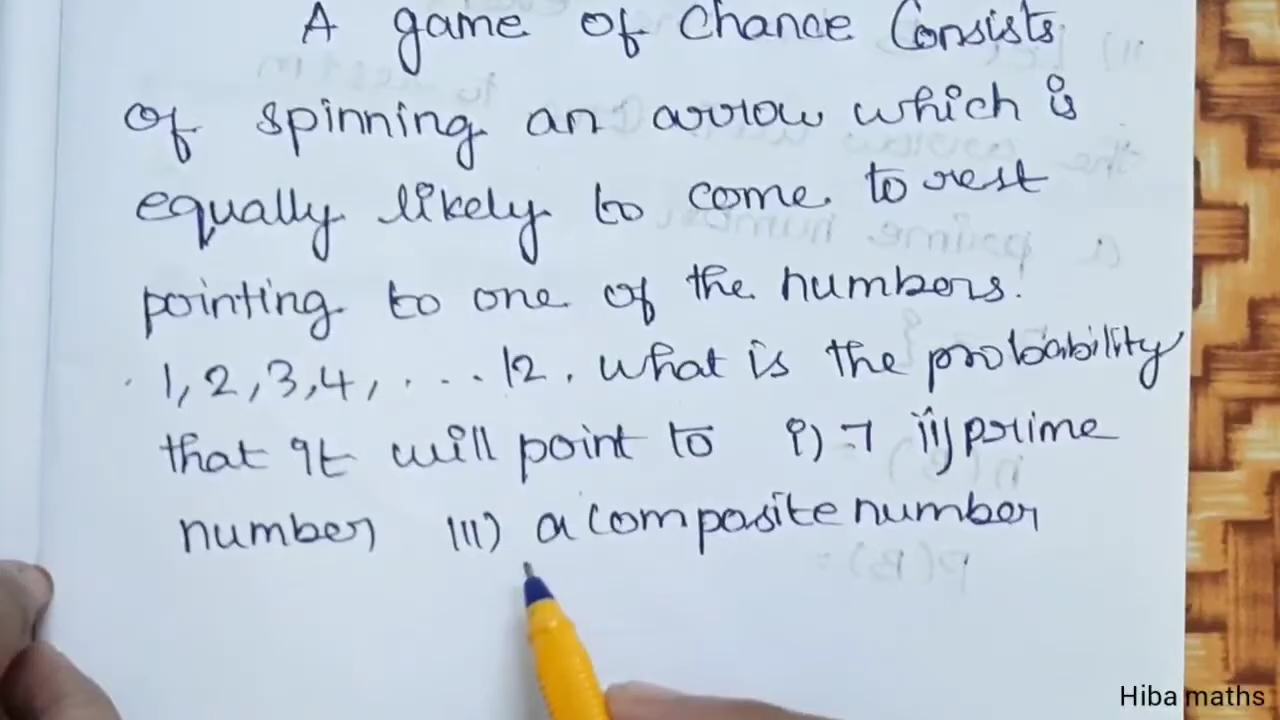 A game of Chance Consists
of spinning an arrow which is
equally likely to come to rest
pointing to one of the numbers.
1, 2, 3, 4, .... 12. what is the probability
that It will point to i) 7 ii) prime
number III) a composite number
P(B) =
Hiba maths